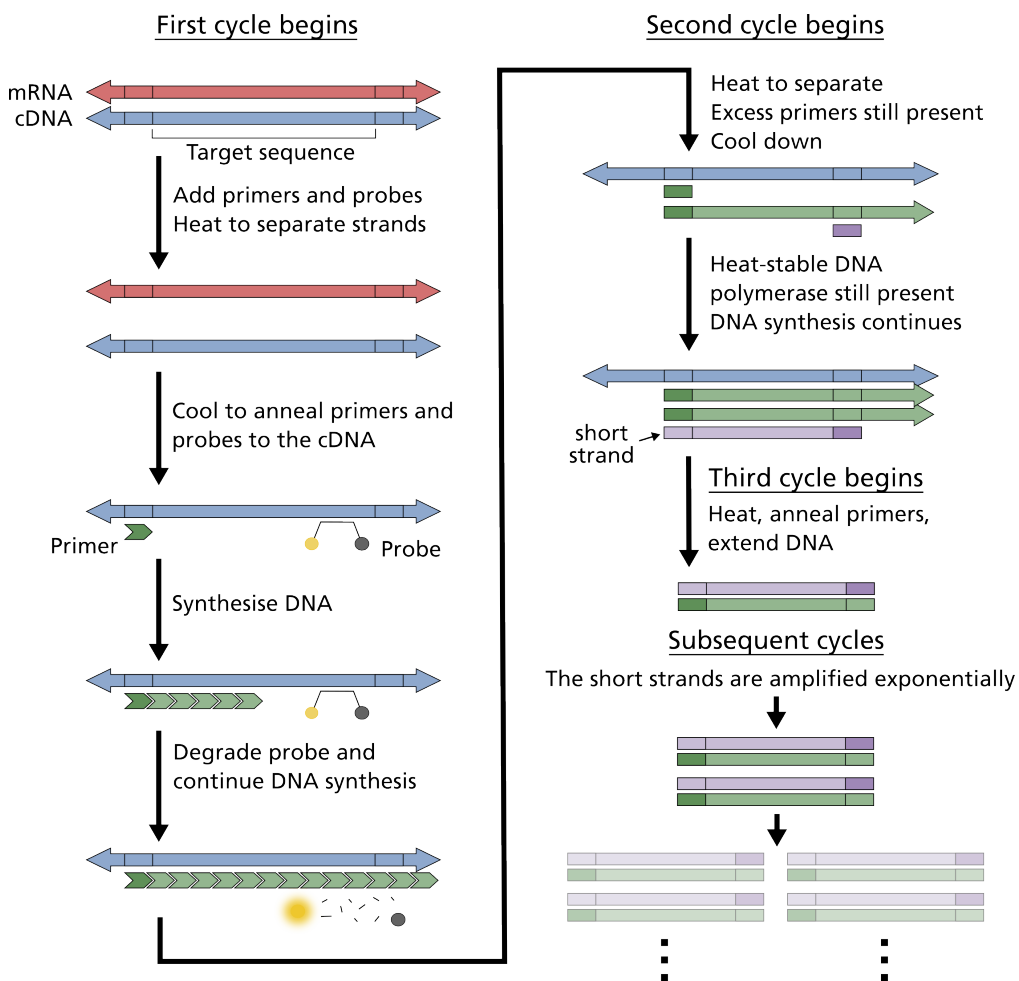 First cycle begins
mRNA
cDNA
Target sequence
Add primers and probes
Heat to separate strands
Cool to anneal primers and
probes to the cDNA
Primer
Probe
Synthesise DNA
Degrade probe and
continue DNA synthesis
Second cycle begins
Heat to separate
Excess primers still present
Cool down
Heat-stable DNA
polymerase still present
DNA synthesis continues
short
strand
Third cycle begins
Heat, anneal primers,
extend DNA
Subsequent cycles
The short strands are amplified exponentially